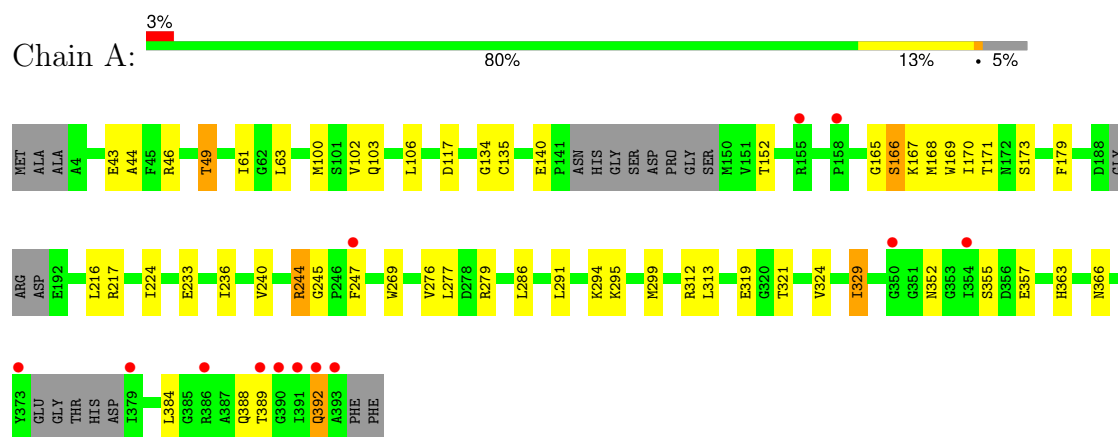 3%
Chain A:
80% 13% • 5%
MET ALA ALA A4 E43 A44 F45 R46 T49 I61 G62 L63 M100 S101 V102 Q103 L106 D117 G134 C135 E140 P141 ASN HIS GLY SER ASP PRO GLY SER M150 V151 T152 R155 P158 G165 S166 K167 M168 W169 I170 T171 N172 S173 F179 D188 GLY
ARG ASP E192 L216 R217 I224 E233 I236 V240 R244 G245 P246 F247 W269 V276 L277 D278 R279 L286 L291 K294 K295 M299 R312 L313 E319 G320 T321 V324 I329 G350 G351 N352 G353 I354 S355 D356 E357 H363 N366
Y373 GLU GLY THR HIS ASP I379 L384 G385 R386 A387 Q388 T389 G390 I391 Q392 A393 PHE PHE